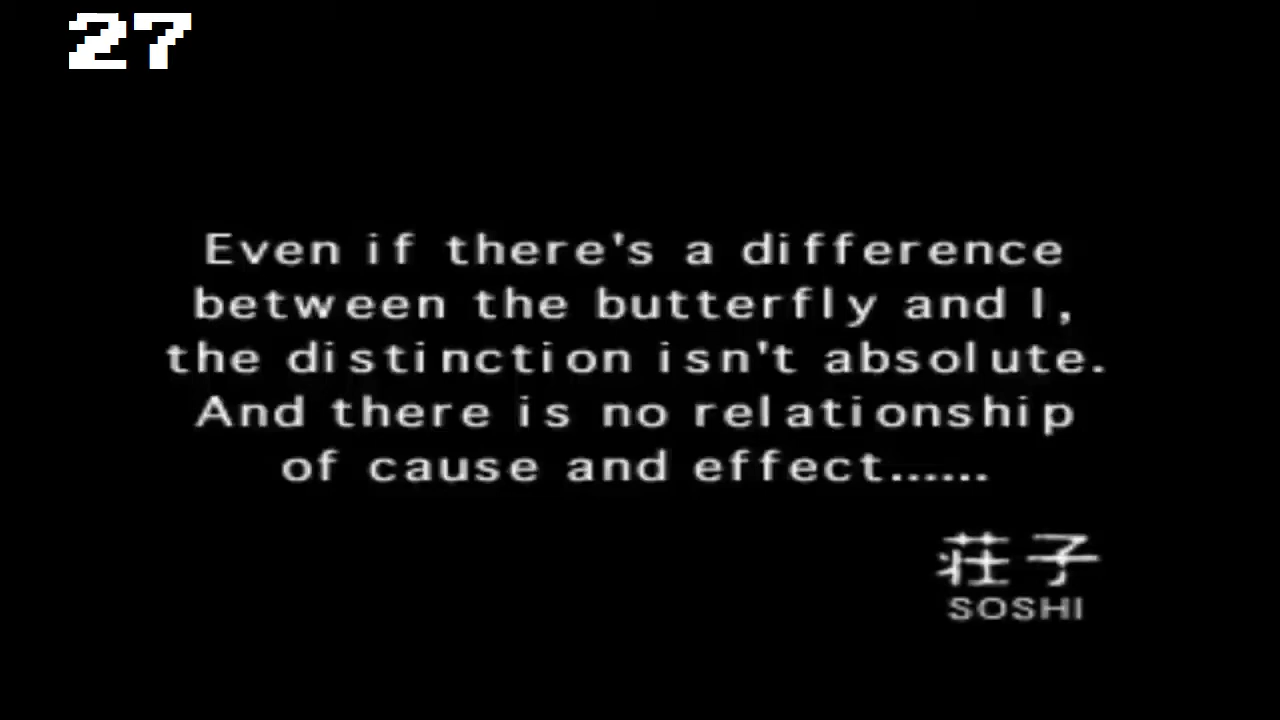 27
Even if there's a difference
between the butterfly and I,
the distinction isn't absolute.
And there is no relationship
of cause and effect......
荘子
SOSHI